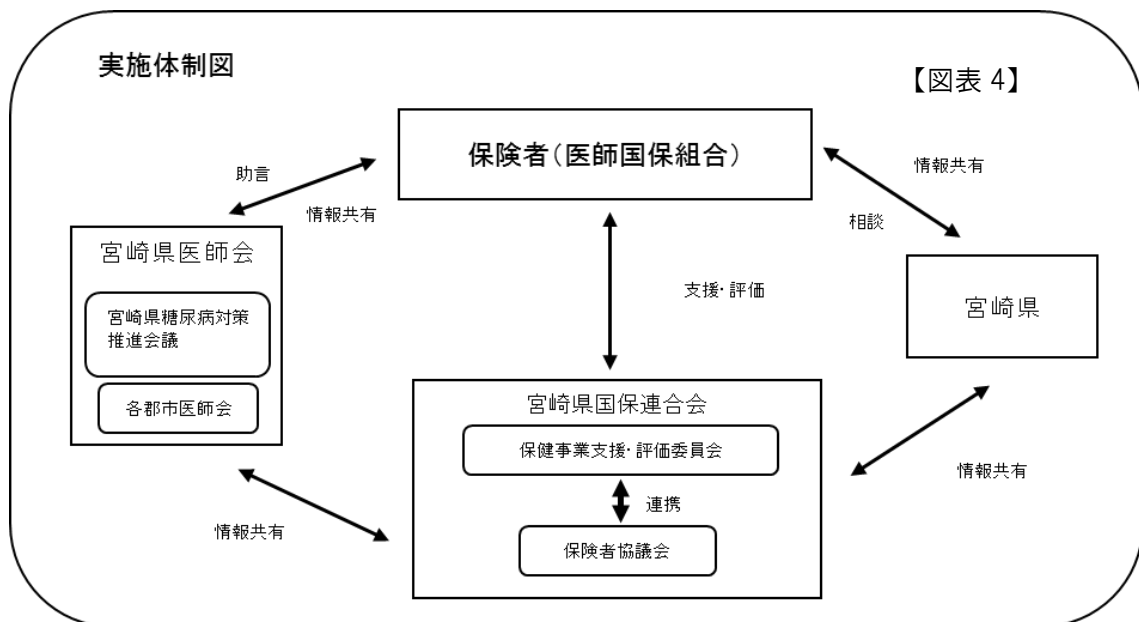 実施体制図
【図表 4】
保険者（医師国保組合）
助言
情報共有
情報共有
相談
宮崎県医師会
宮崎県糖尿病対策
推進会議
各郡市医師会
支援・評価
宮崎県
宮崎県国保連合会
保健事業支援・評価委員会
連携
保険者協議会
情報共有
情報共有